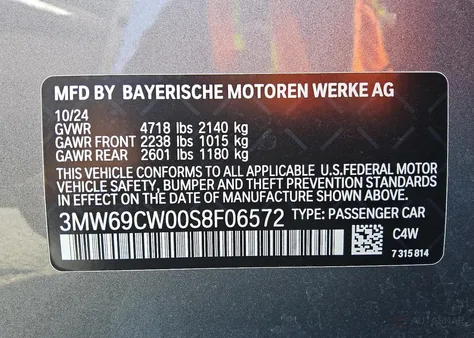 MFD BY BAYERISCHE MOTOREN WERKE AG
10/24
GVWR 4718 lbs 2140 kg
GAWR FRONT 2238 lbs 1015 kg
GAWR REAR 2601 lbs 1180 kg
THIS VEHICLE CONFORMS TO ALL APPLICABLE U.S.FEDERAL MOTOR
VEHICLE SAFETY, BUMPER AND THEFT PREVENTION STANDARDS
IN EFFECT ON THE DATE OF MANUFACTURE SHOWN ABOVE.
3MW69CW00S8F06572 TYPE: PASSENGER CAR
C4W
7 315 814